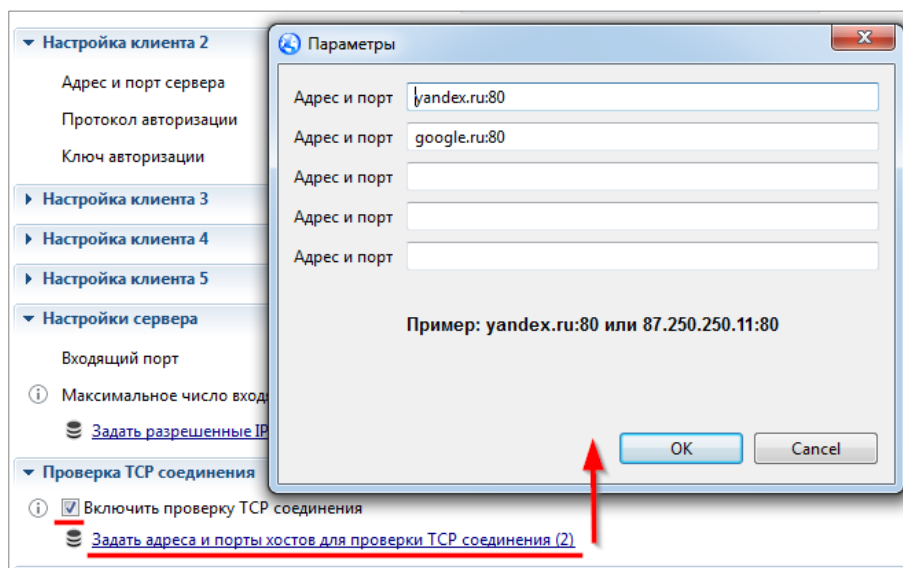 Настройка клиента 2
Адрес и порт сервера
Протокол авторизации
Ключ авторизации
Настройка клиента 3
Настройка клиента 4
Настройка клиента 5
Настройки сервера
Входящий порт
Максимальное число
Задать разрешенные IP
Проверка TCP соединения
Включить проверку TCP соединения
Задать адреса и порты хостов для проверки TCP соединения (2)
Параметры
Адрес и порт yandex.ru:80
Адрес и порт google.ru:80
Адрес и порт
Адрес и порт
Адрес и порт
Пример: yandex.ru:80 или 87.250.250.11:80
OK Cancel